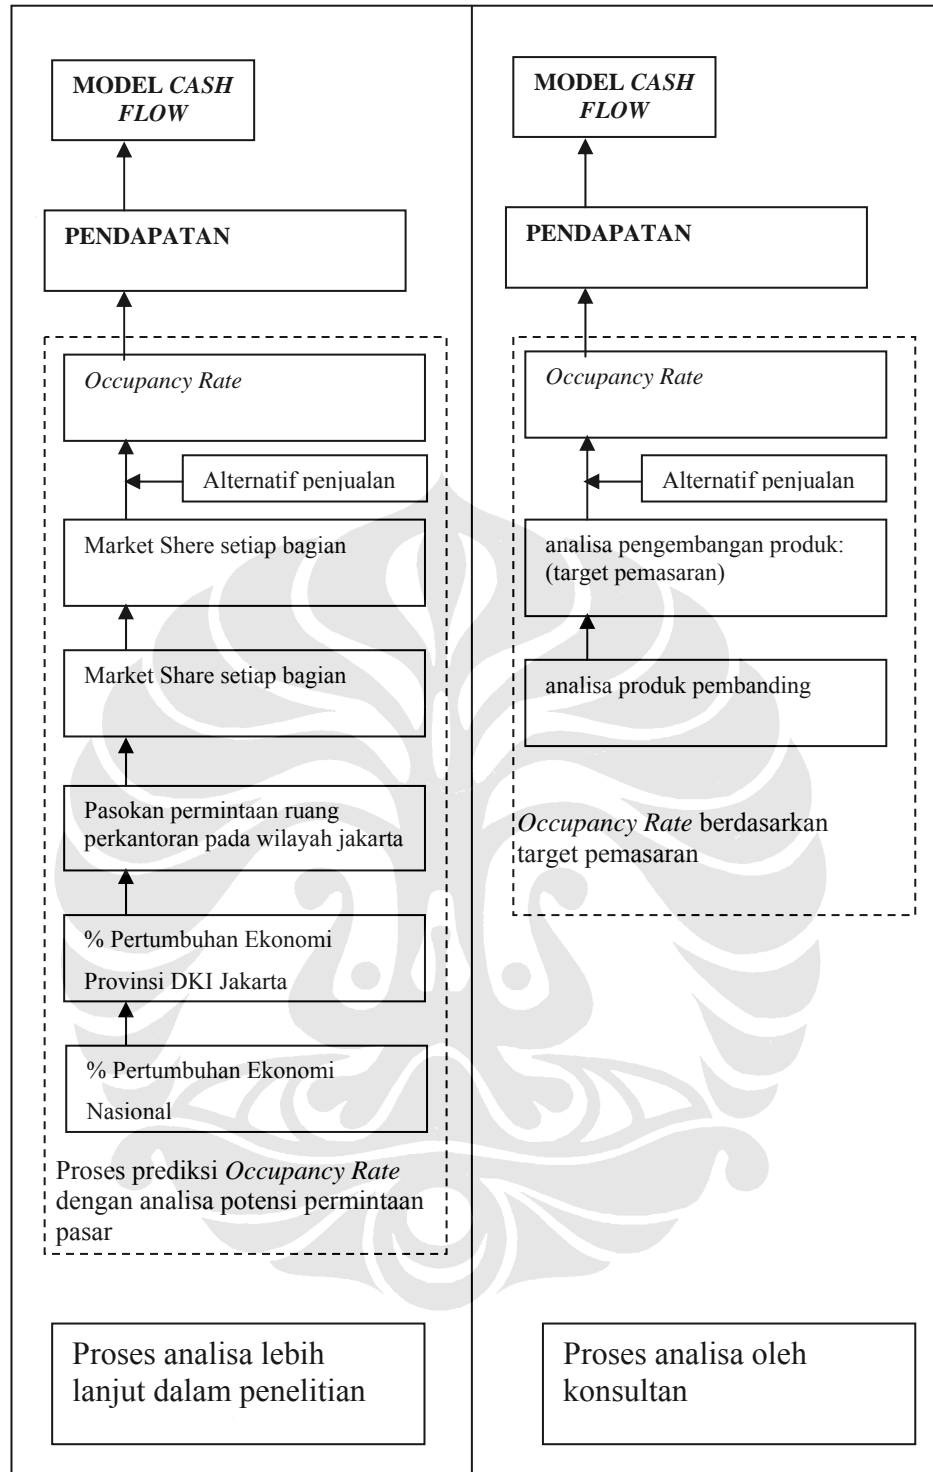 MODEL CASH
FLOW
PENDAPATAN
Occupancy Rate
Alternatif penjualan
Market Shere setiap bagian
Market Share setiap bagian
Pasokan permintaan ruang
perkantoran pada wilayah jakarta
% Pertumbuhan Ekonomi
Provinsi DKI Jakarta
% Pertumbuhan Ekonomi
Nasional
Proses prediksi Occupancy Rate
dengan analisa potensi permintaan
pasar
Proses analisa lebih
lanjut dalam penelitian
MODEL CASH
FLOW
PENDAPATAN
Occupancy Rate
Alternatif penjualan
analisa pengembangan produk:
(target pemasaran)
analisa produk pembanding
Occupancy Rate berdasarkan
target pemasaran
Proses analisa oleh
konsultan